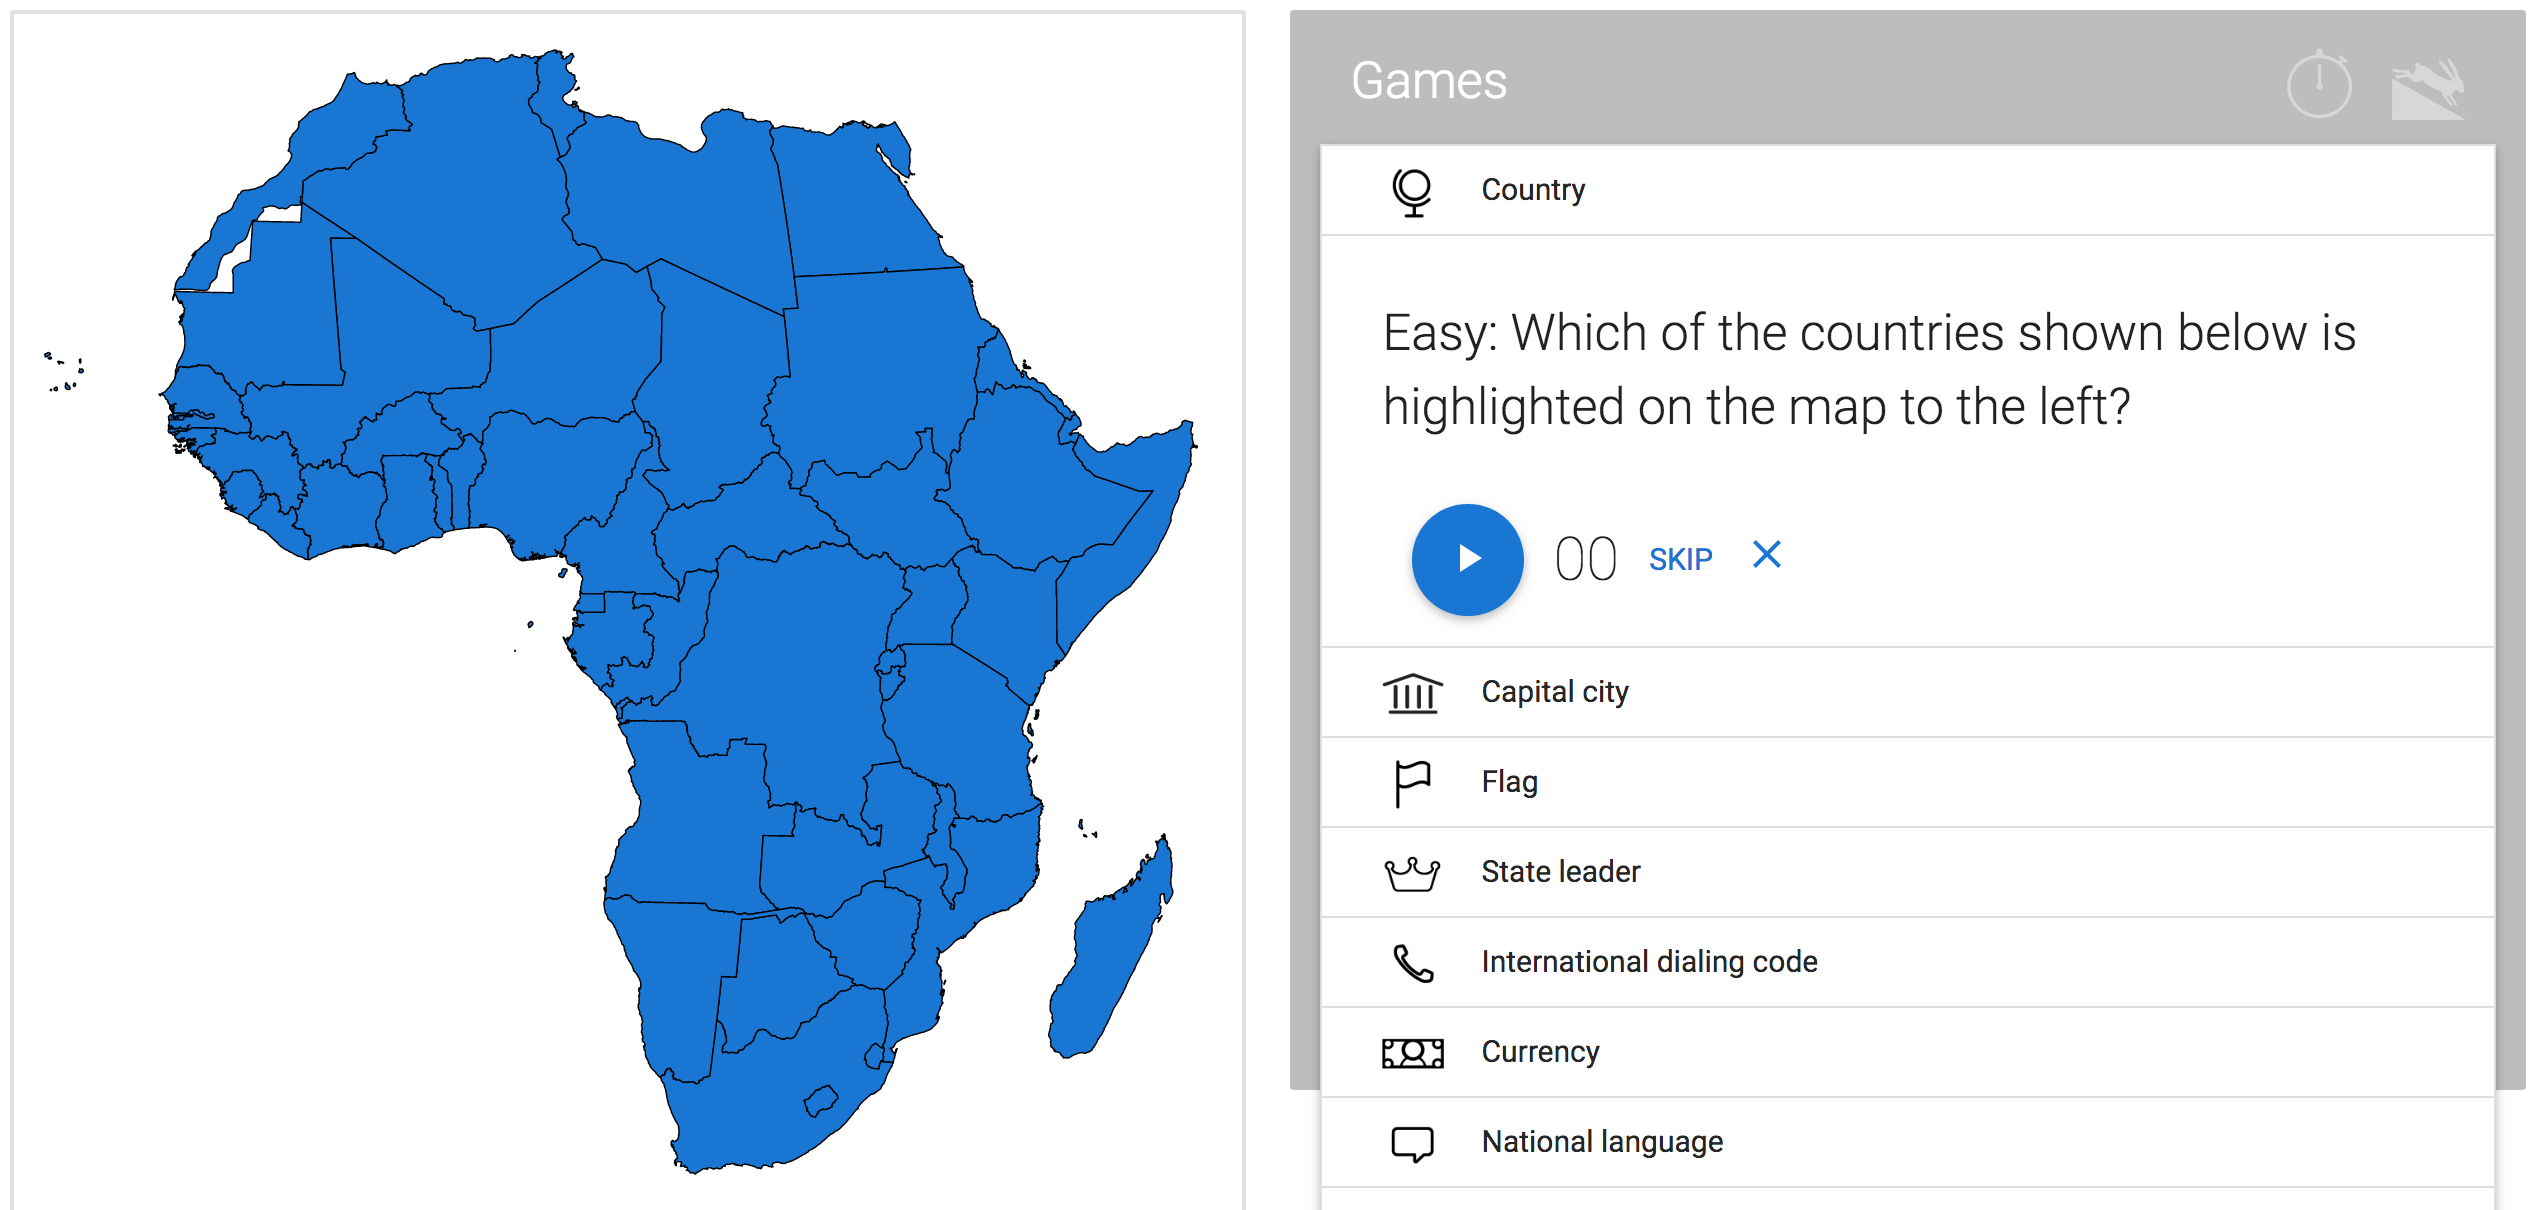 Games
Country
Easy: Which of the countries shown below is
highlighted on the map to the left?
00 SKIP
Capital city
Flag
State leader
International dialing code
Currency
National language